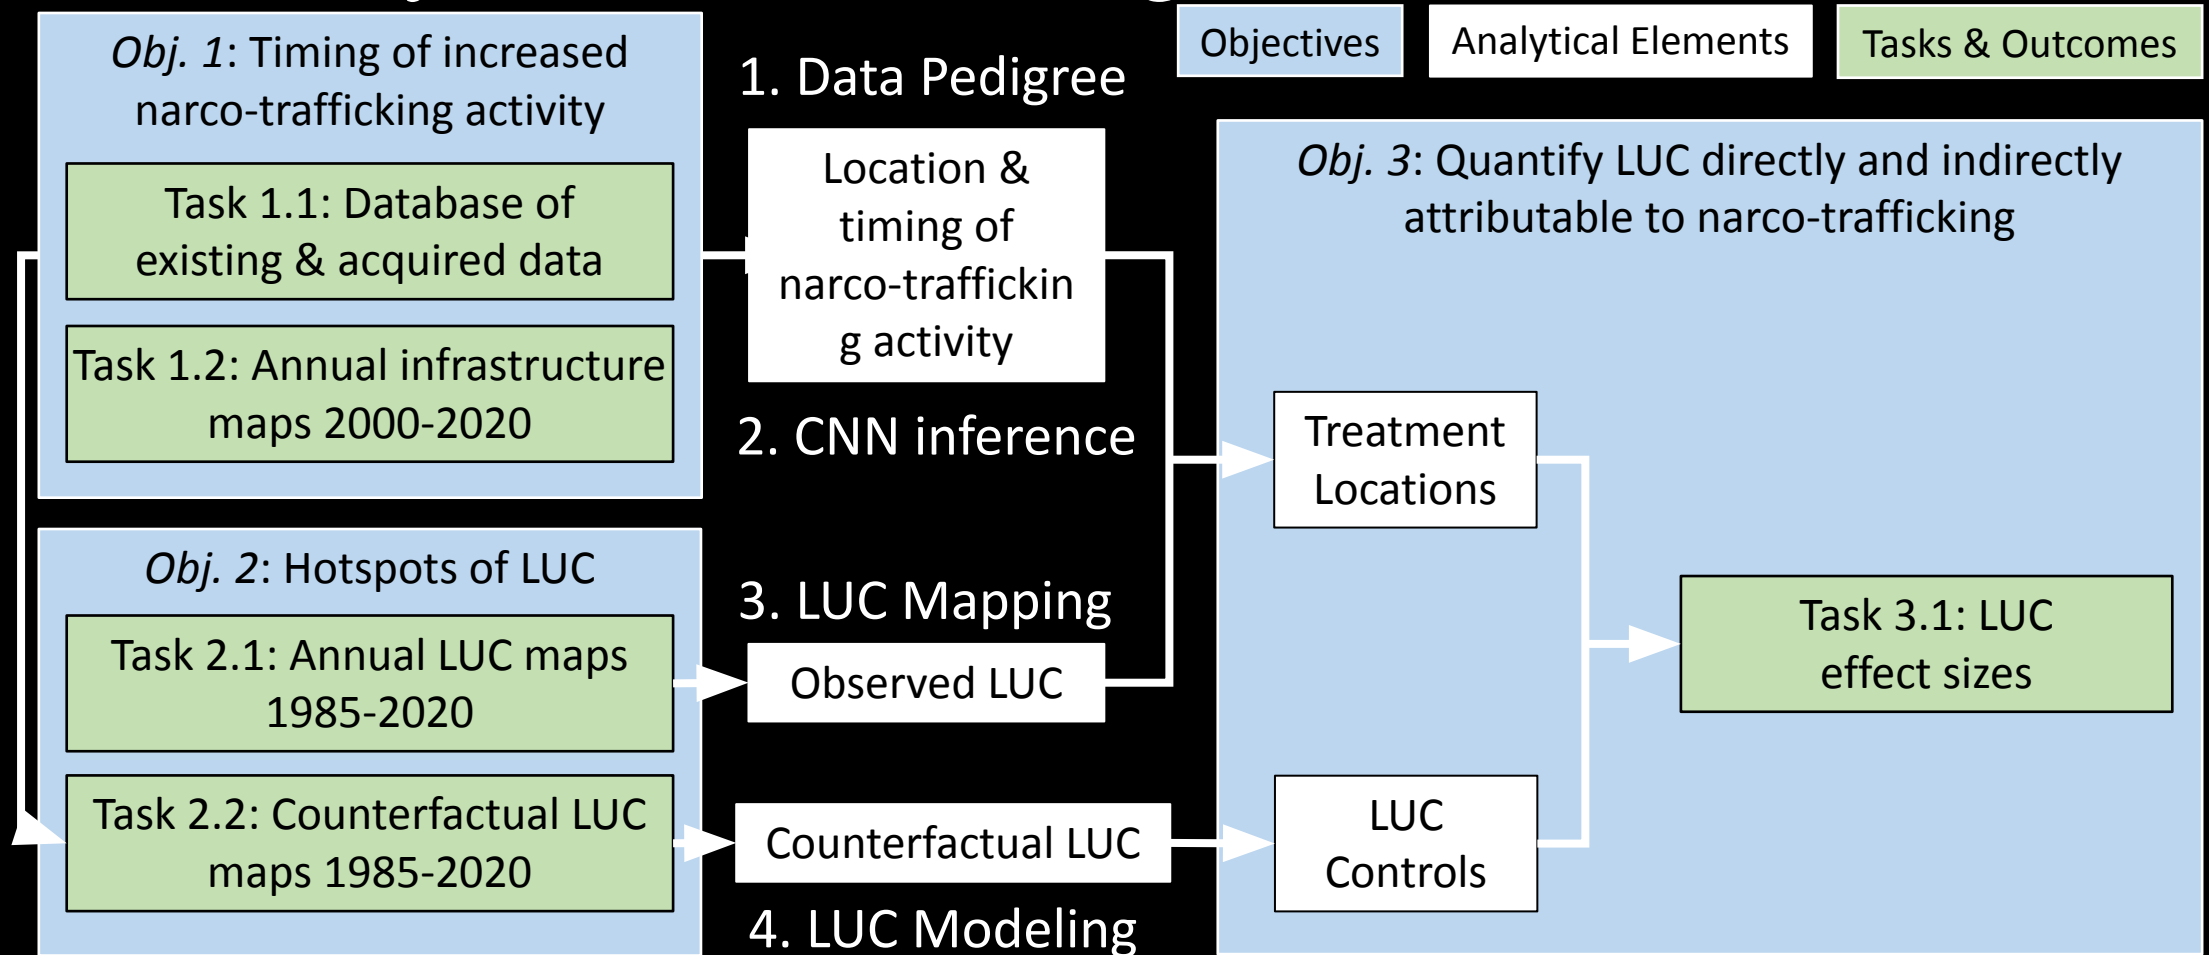 Objectives
Analytical Elements
Tasks & Outcomes
Obj. 1: Timing of increased
narco-trafficking activity
Task 1.1: Database of
existing & acquired data
Task 1.2: Annual infrastructure
maps 2000-2020
Obj. 2: Hotspots of LUC
Task 2.1: Annual LUC maps
1985-2020
Task 2.2: Counterfactual LUC
maps 1985-2020
1. Data Pedigree
Location &
timing of
narco-traffickin
g activity
2. CNN inference
3. LUC Mapping
Observed LUC
Counterfactual LUC
4. LUC Modeling
Obj. 3: Quantify LUC directly and indirectly
attributable to narco-trafficking
Treatment
Locations
LUC
Controls
Task 3.1: LUC
effect sizes